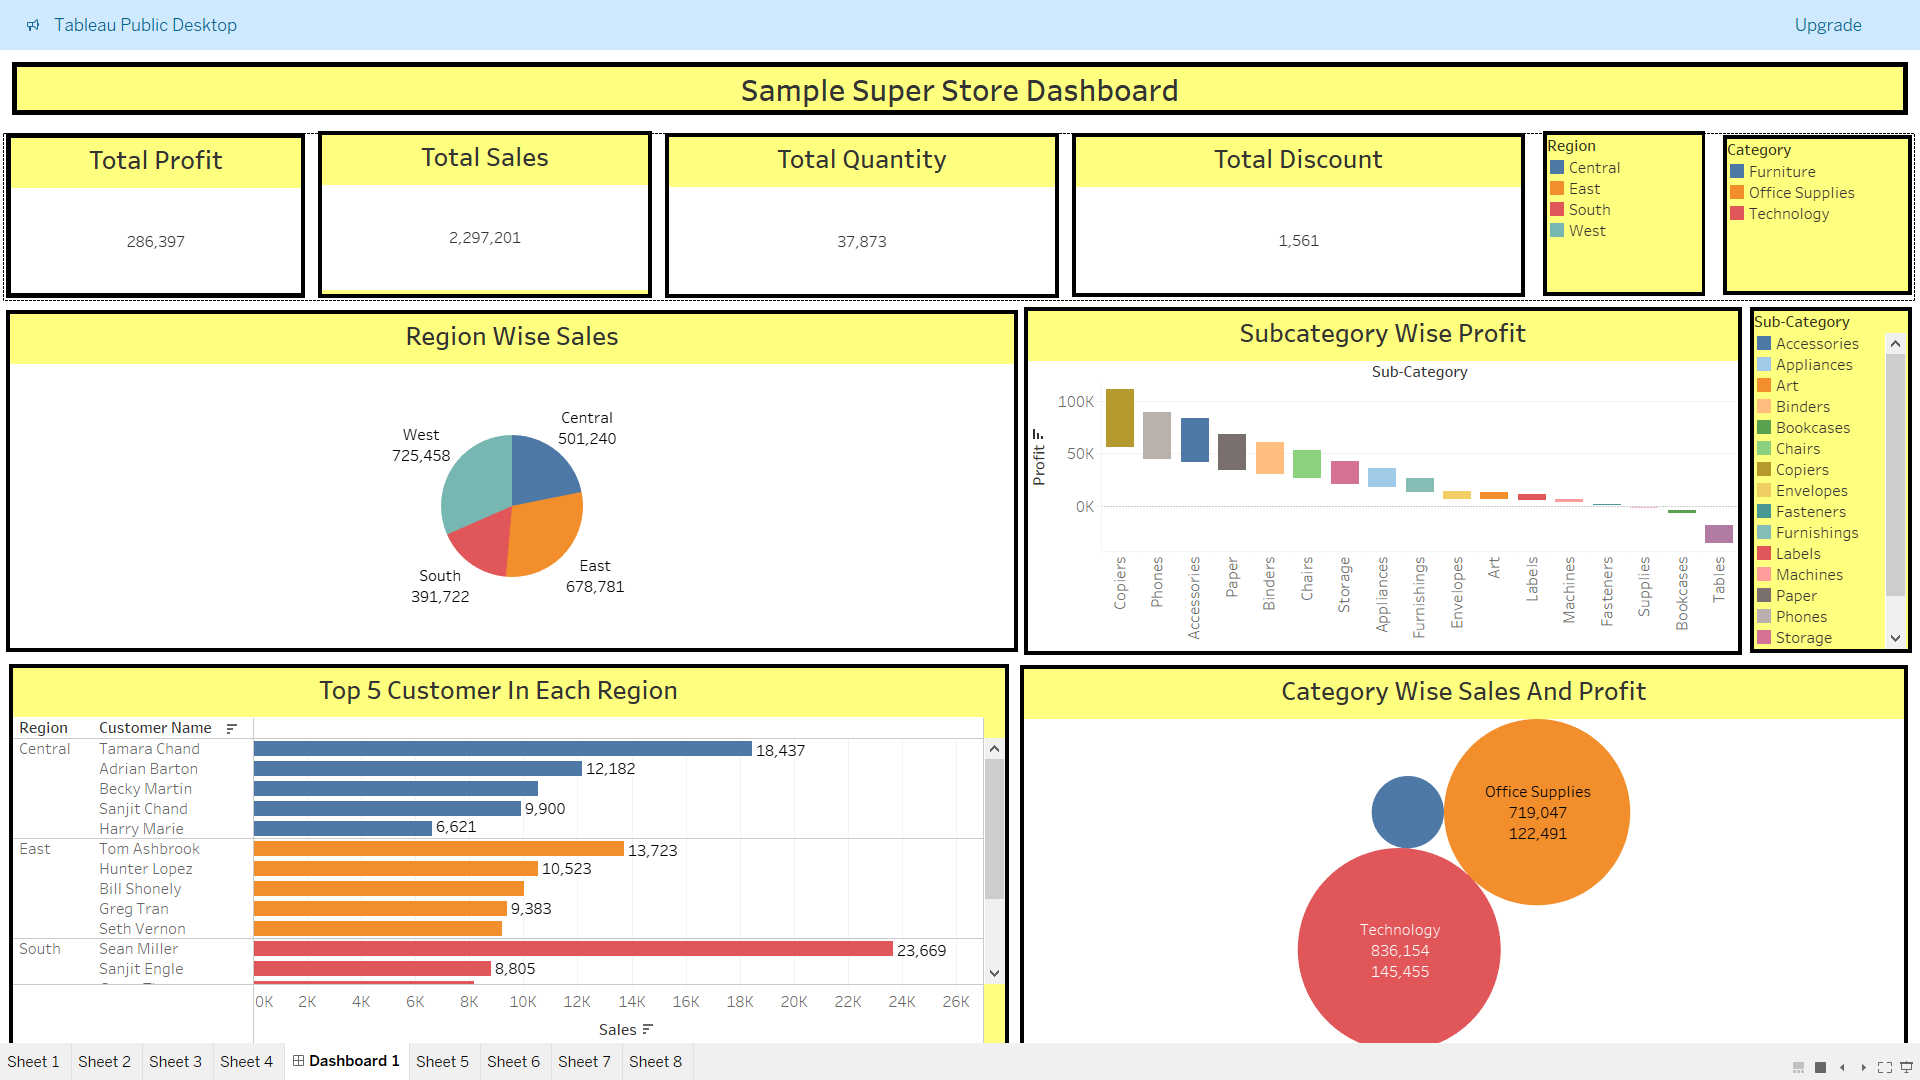 Tableau Public Desktop
Upgrade
Sample Super Store Dashboard
Total Profit
286,397
Total Sales
2,297,201
Total Quantity
37,873
Total Discount
1,561
Region
Central
East
South
West
Category
Furniture
Office Supplies
Technology
Region Wise Sales
Central
501,240
West
725,458
East
678,781
South
391,722
Subcategory Wise Profit
Sub-Category
Profit
100K
50K
0K
Copiers
Phones
Accessories
Paper
Binders
Chairs
Storage
Appliances
Furnishings
Envelopes
Art
Labels
Machines
Fasteners
Supplies
Bookcases
Tables
Sub-Category
Accessories
Appliances
Art
Binders
Bookcases
Chairs
Copiers
Envelopes
Fasteners
Furnishings
Labels
Machines
Paper
Phones
Storage
Top 5 Customer In Each Region
Region Customer Name
Central Tamara Chand 18,437
Adrian Barton 12,182
Becky Martin
Sanjit Chand 9,900
Harry Marie 6,621
East Tom Ashbrook 13,723
Hunter Lopez 10,523
Bill Shonely
Greg Tran 9,383
Seth Vernon
South Sean Miller 23,669
Sanjit Engle 8,805
0K 2K 4K 6K 8K 10K 12K 14K 16K 18K 20K 22K 24K 26K
Sales
Category Wise Sales And Profit
Office Supplies
719,047
122,491
Technology
836,154
145,455
Sheet 1 Sheet 2 Sheet 3 Sheet 4 Dashboard 1 Sheet 5 Sheet 6 Sheet 7 Sheet 8